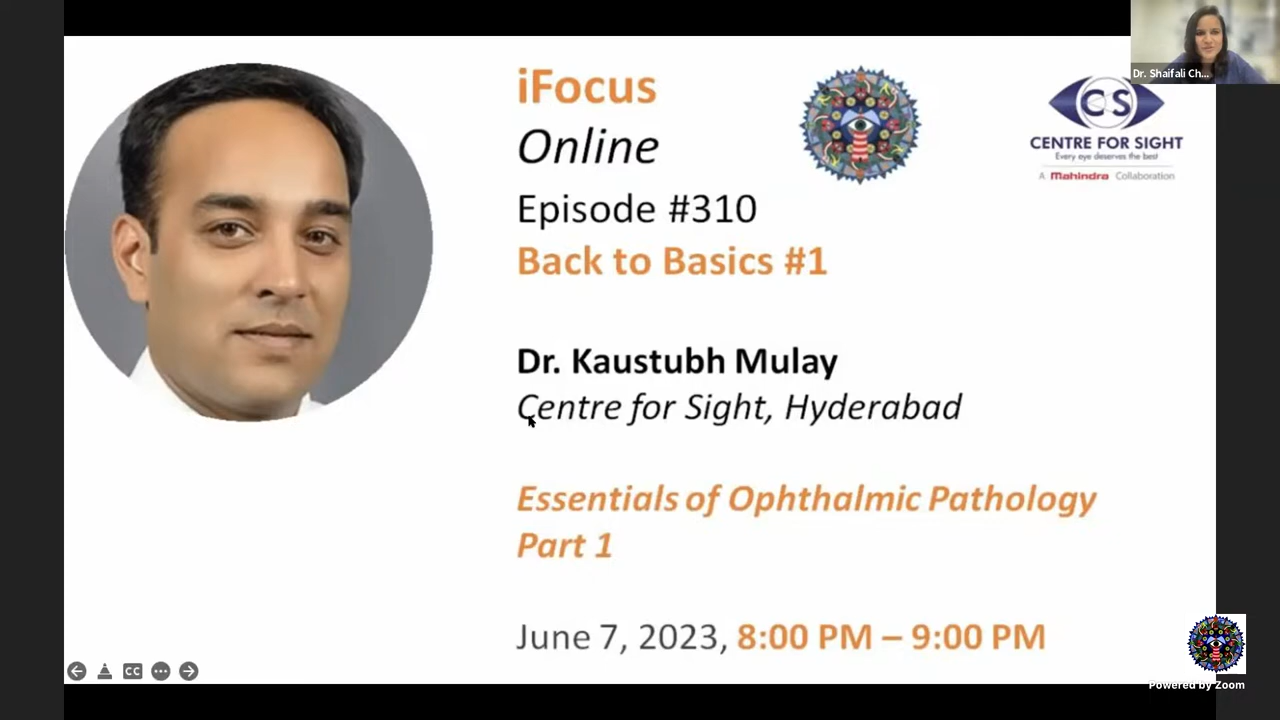 iFocus
Online
Episode #310
Back to Basics #1
Dr. Kaustubh Mulay
Centre for Sight, Hyderabad
Essentials of Ophthalmic Pathology
Part 1
June 7, 2023, 8:00 PM – 9:00 PM
CS
CENTRE FOR SIGHT
Every eye deserves the best
A Mahindra Collaboration
Dr. Shaifali Ch...
CC
Powered by Zoom